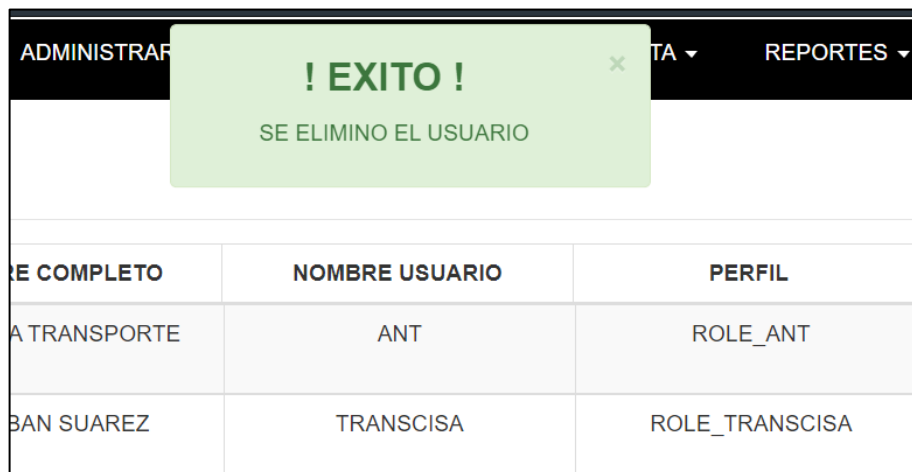 ADMINISTRAR TA REPORTES
! EXITO ! ×
SE ELIMINO EL USUARIO
RE COMPLETO NOMBRE USUARIO PERFIL
A TRANSPORTE ANT ROLE_ANT
BAN SUAREZ TRANSCISA ROLE_TRANSCISA